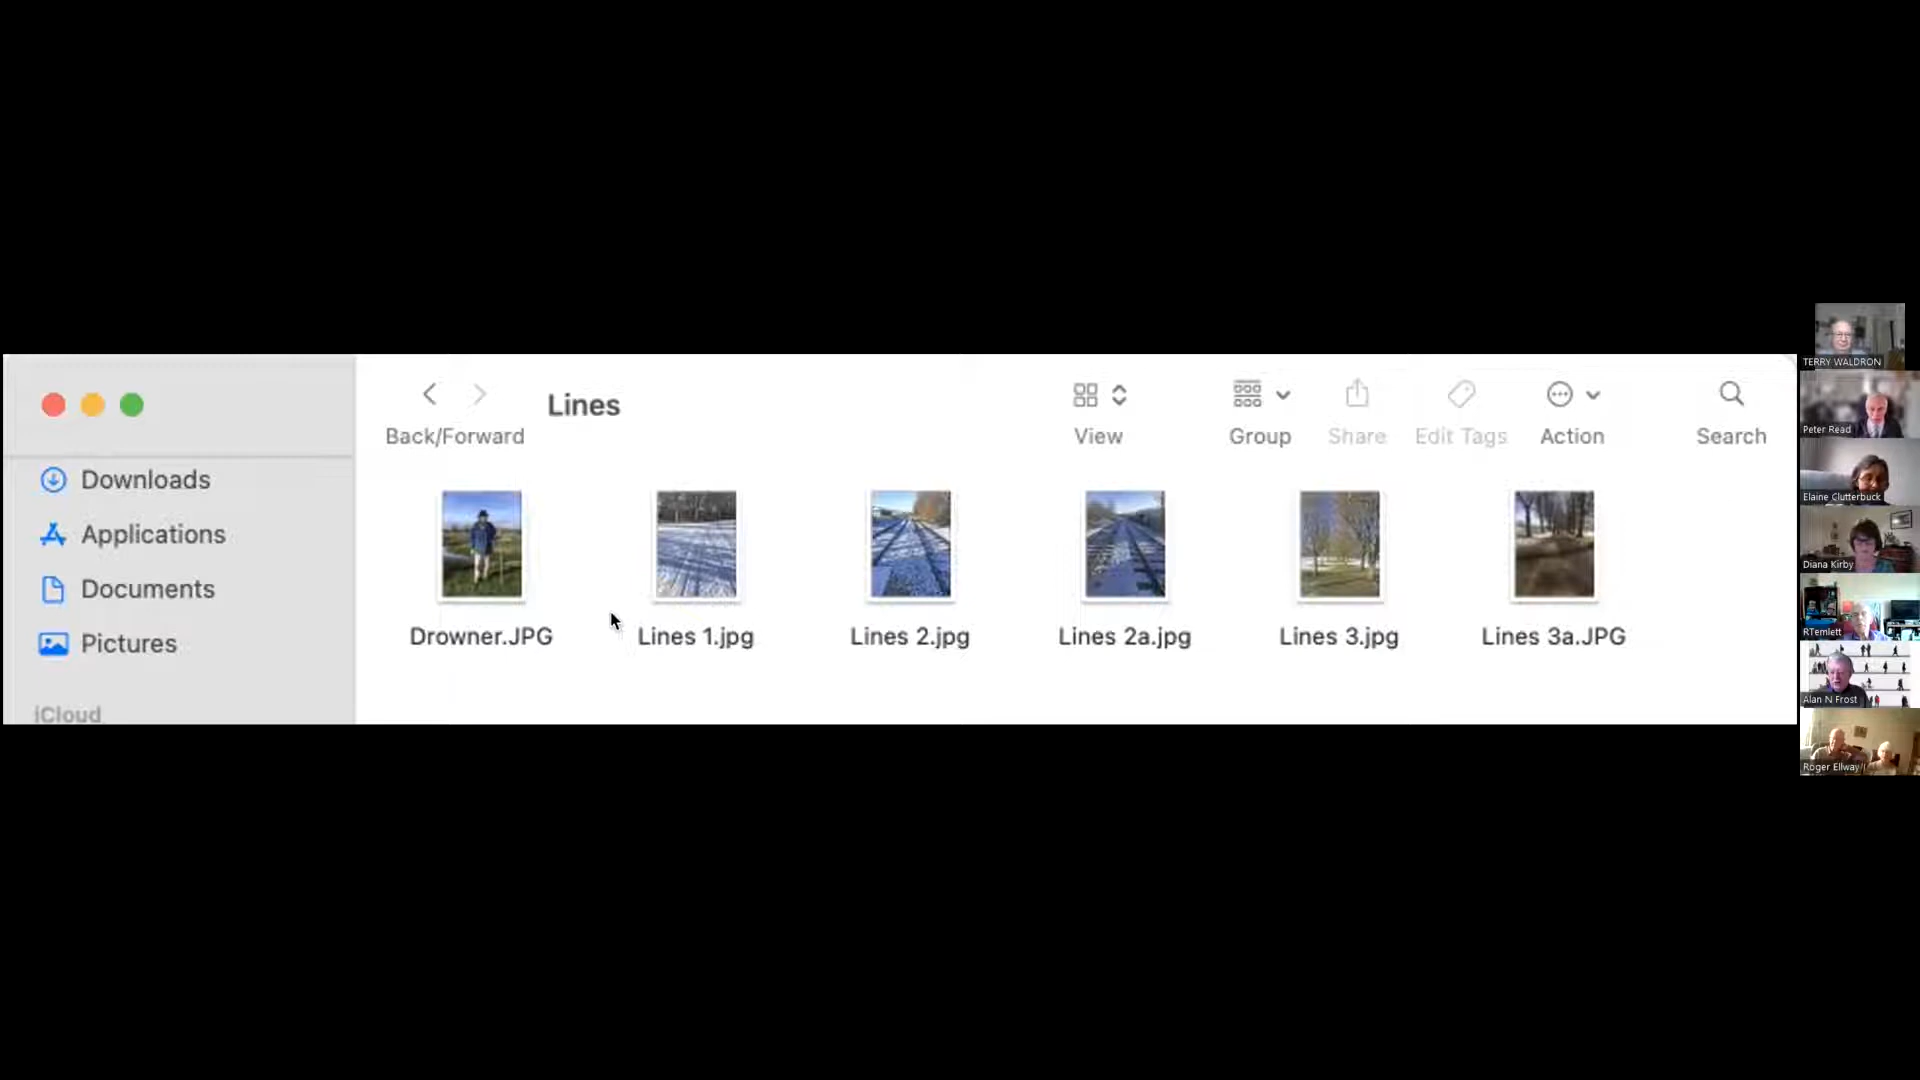 Lines
Back/Forward
View
Group
Share
Edit Tags
Action
Search
Downloads
Applications
Documents
Pictures
iCloud
Drowner.JPG
Lines 1.jpg
Lines 2.jpg
Lines 2a.jpg
Lines 3.jpg
Lines 3a.JPG
TERRY WALDRON
Peter Read
Elaine Clutterbuck
Diana Kirby
RTemlett
Alan N Frost
Roger Ellway/